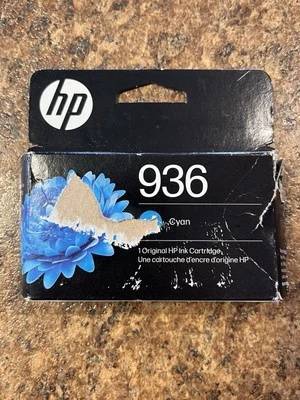 hp
936
Cyan
1 Original HP Ink Cartridge
Une cartouche d'encre d'origine HP